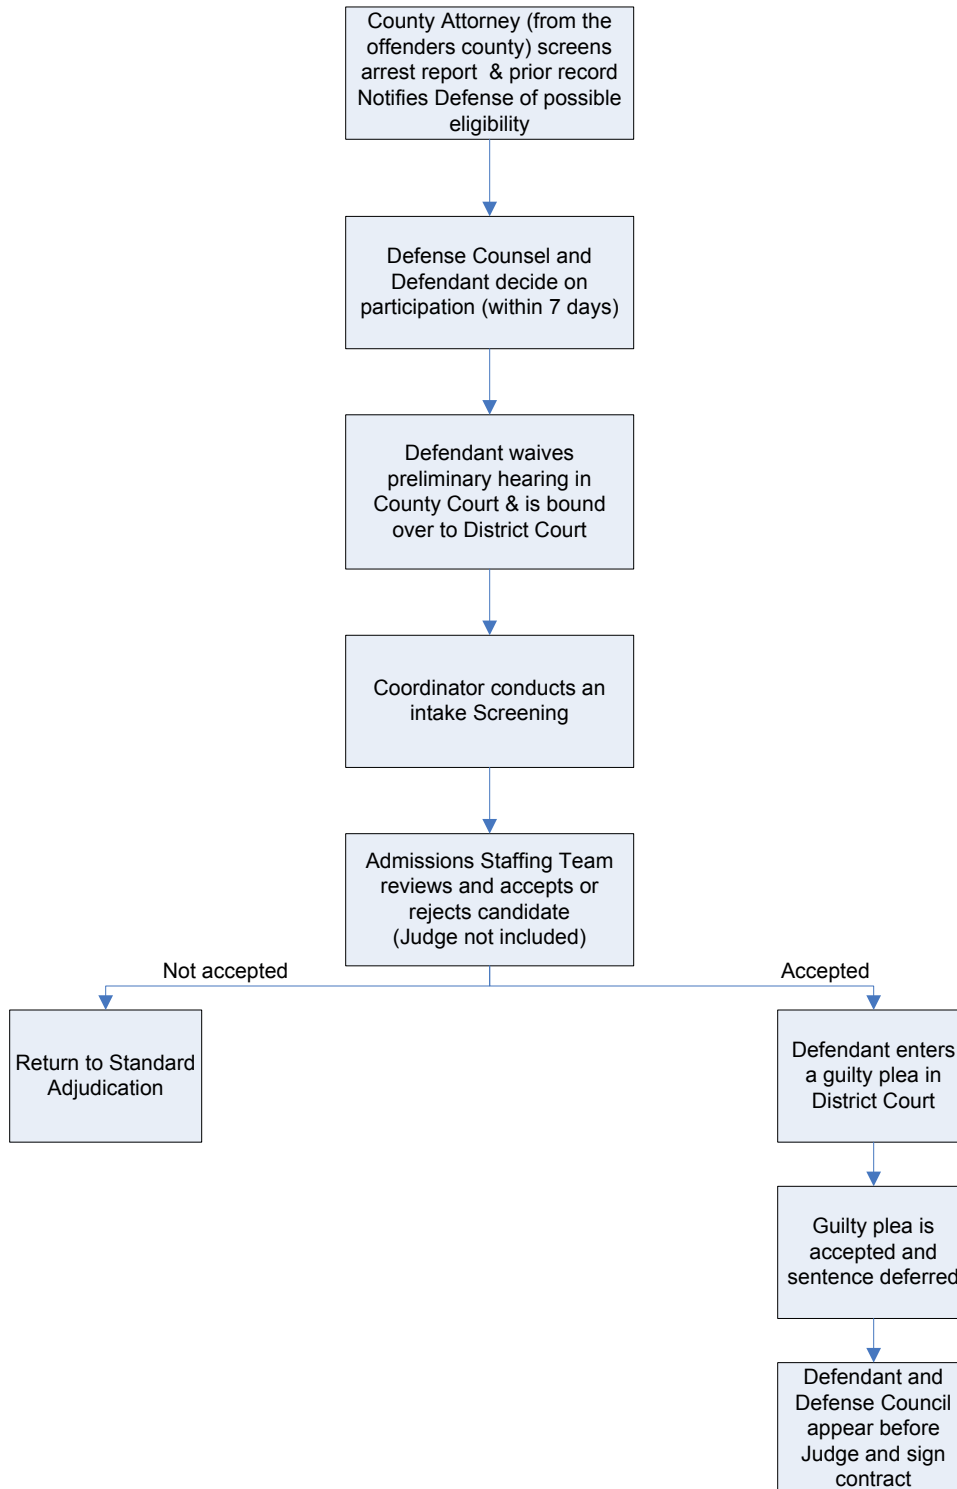 County Attorney (from the
offenders county) screens
arrest report & prior record
Notifies Defense of possible
eligibility
Defense Counsel and
Defendant decide on
participation (within 7 days)
Defendant waives
preliminary hearing in
County Court & is bound
over to District Court
Coordinator conducts an
intake Screening
Admissions Staffing Team
reviews and accepts or
rejects candidate
(Judge not included)
Not accepted
Accepted
Return to Standard
Adjudication
Defendant enters
a guilty plea in
District Court
Guilty plea is
accepted and
sentence deferred
Defendant and
Defense Council
appear before
Judge and sign
contract